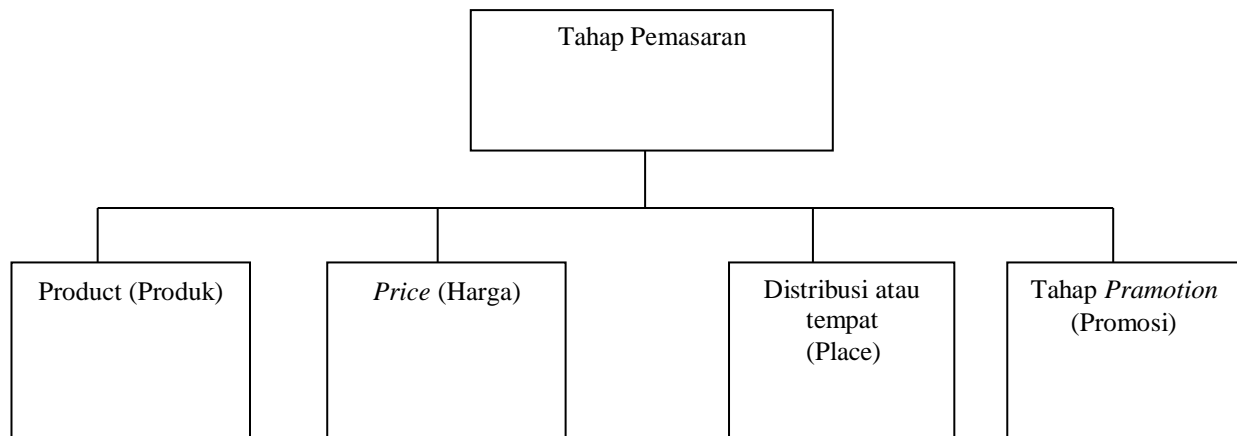 Tahap Pemasaran
Product (Produk)
Price (Harga)
Distribusi atau
tempat
(Place)
Tahap Pramotion
(Promosi)